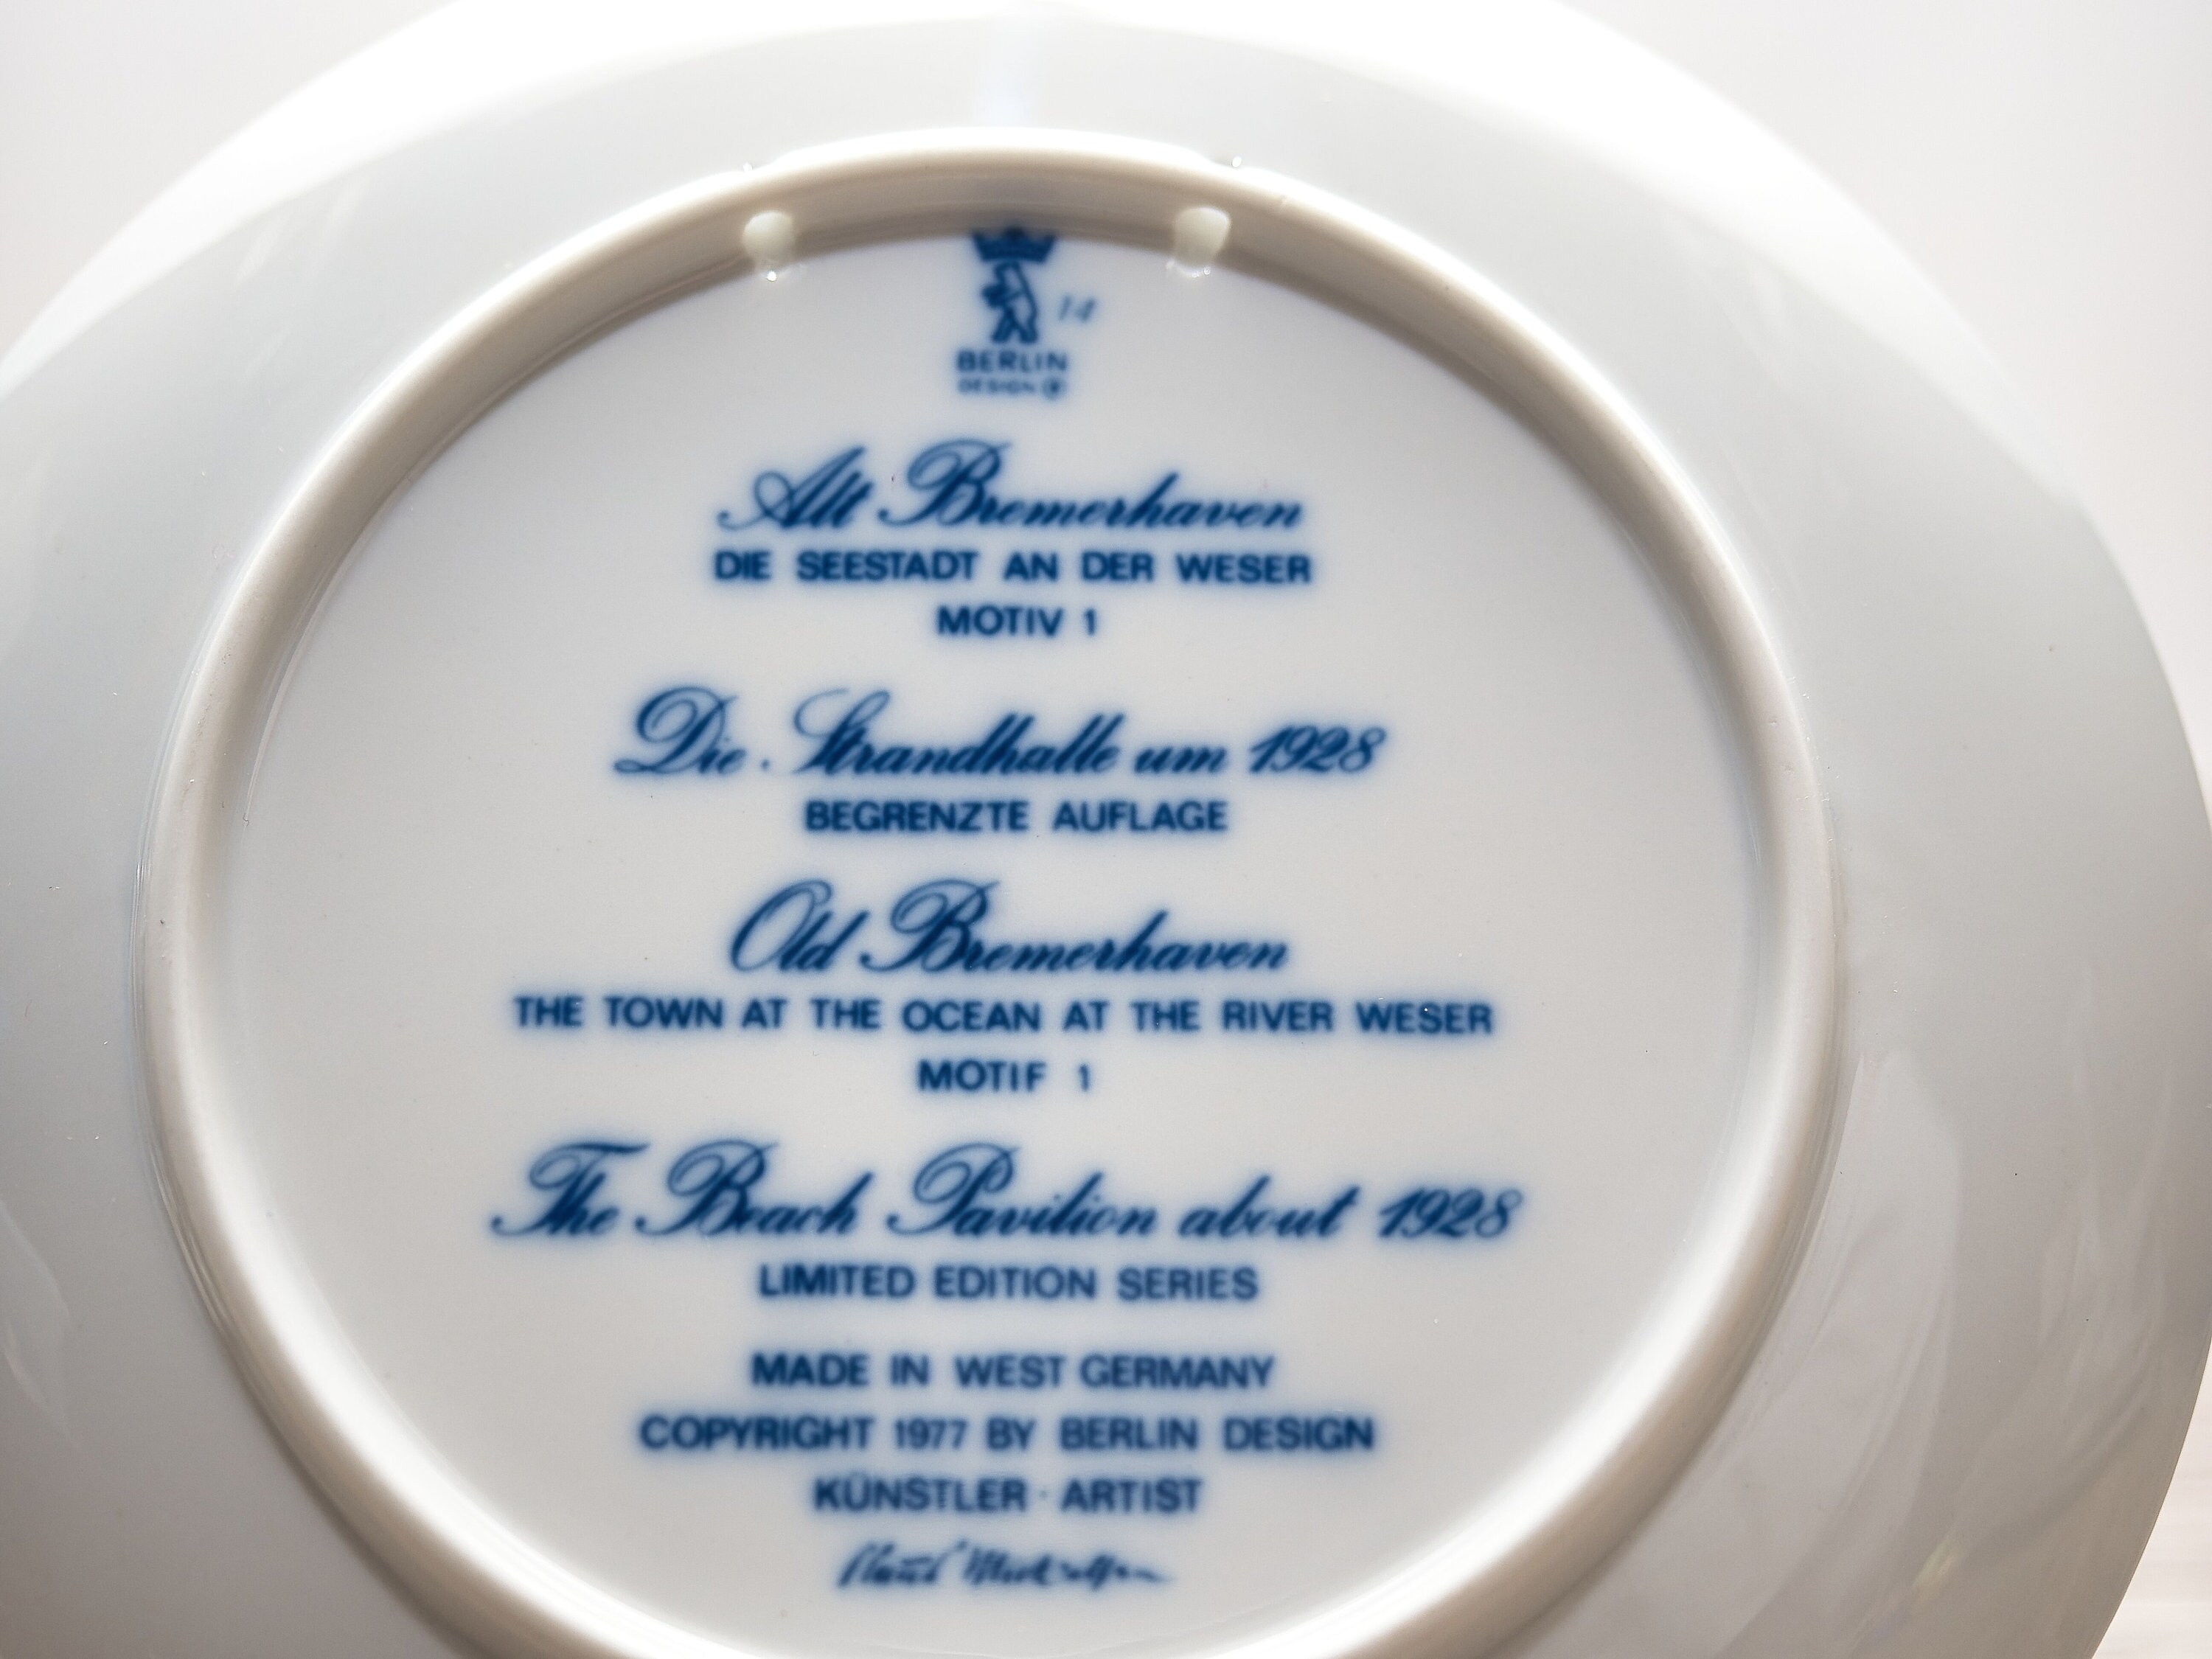 14
BERLIN
DESIGN
Alt Bremerhaven
DIE SEESTADT AN DER WESER
MOTIV 1
Die Strandhalle um 1928
BEGRENZTE AUFLAGE
Old Bremerhaven
THE TOWN AT THE OCEAN AT THE RIVER WESER
MOTIF 1
The Beach Pavilion about 1928
LIMITED EDITION SERIES
MADE IN WEST GERMANY
COPYRIGHT 1977 BY BERLIN DESIGN
KÜNSTLER · ARTIST